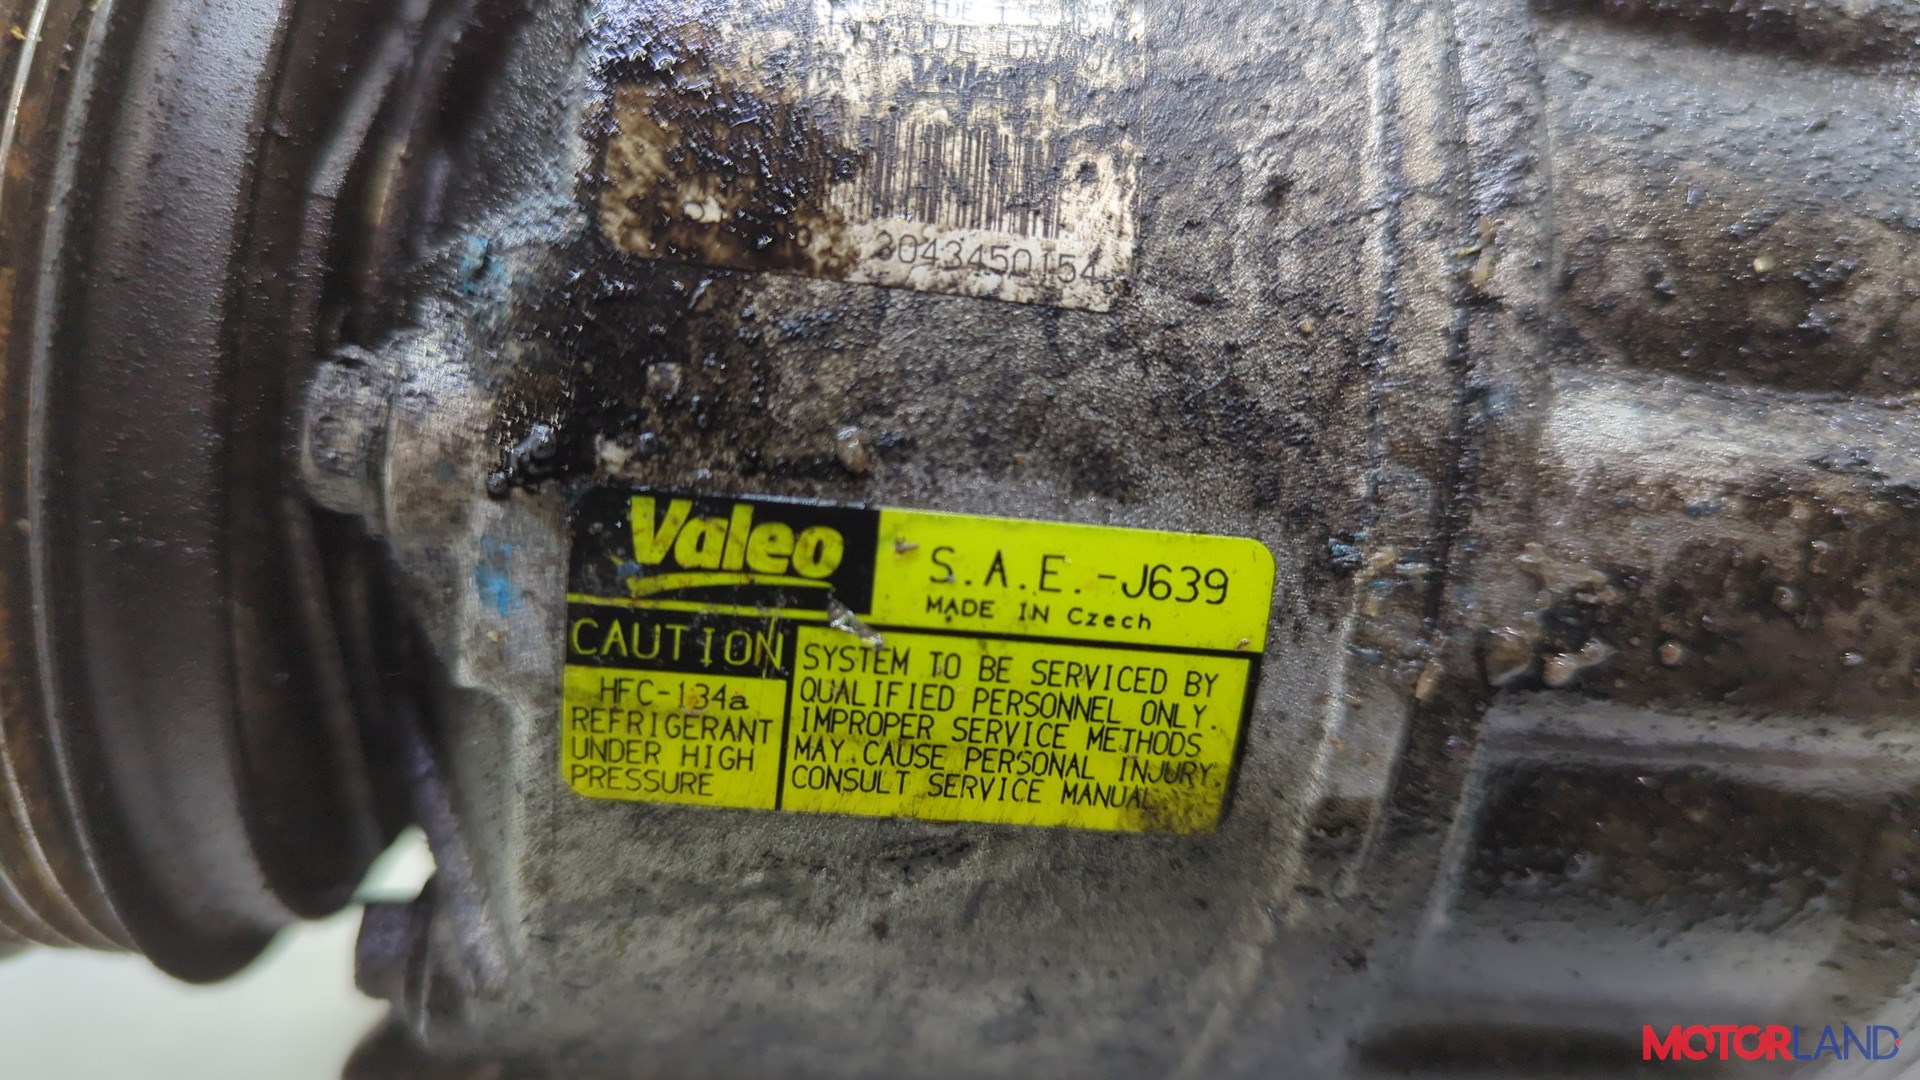 Valeo
3043450154
Valeo
S.A.E.-J639
MADE IN Czech
CAUTION
HFC-134a
REFRIGERANT
UNDER HIGH
PRESSURE
SYSTEM TO BE SERVICED BY
QUALIFIED PERSONNEL ONLY.
IMPROPER SERVICE METHODS
MAY CAUSE PERSONAL INJURY.
CONSULT SERVICE MANUAL
MOTORLAND